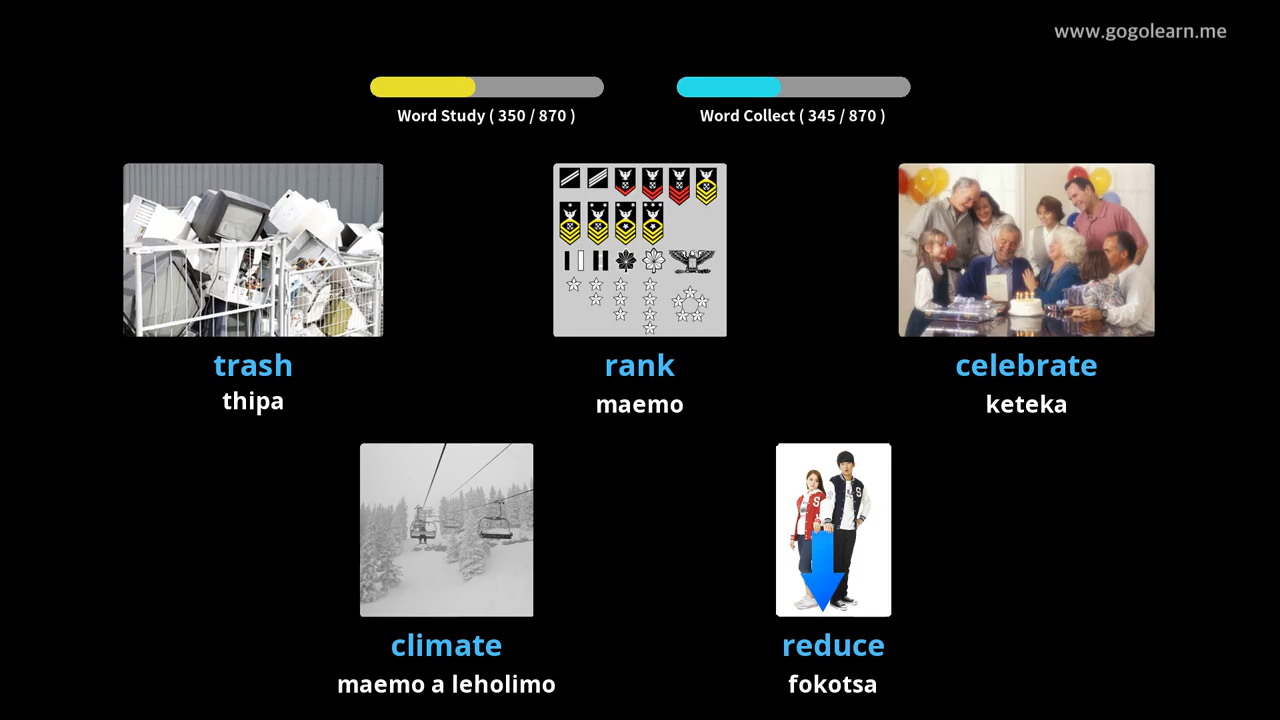 www.gogolearn.me
Word Study ( 350 / 870 )
Word Collect ( 345 / 870 )
trash
thipa
rank
maemo
celebrate
keteka
climate
maemo a leholimo
reduce
fokotsa